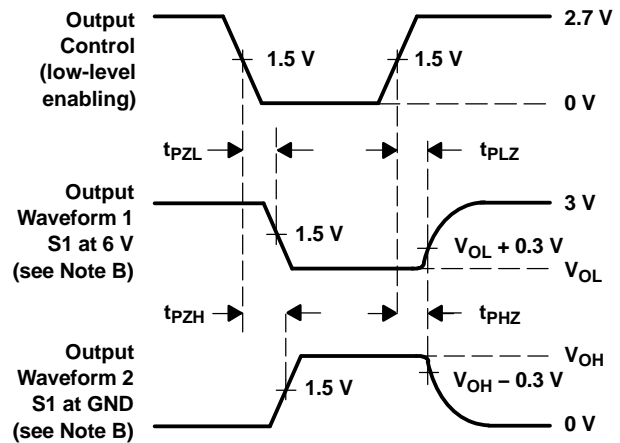 Output
Control
(low-level
enabling)
1.5 V
1.5 V
2.7 V
0 V
tPZL
tPLZ
Output
Waveform 1
S1 at 6 V
(see Note B)
1.5 V
3 V
VOL + 0.3 V
VOL
tPZH
tPHZ
Output
Waveform 2
S1 at GND
(see Note B)
1.5 V
VOH
VOH − 0.3 V
0 V